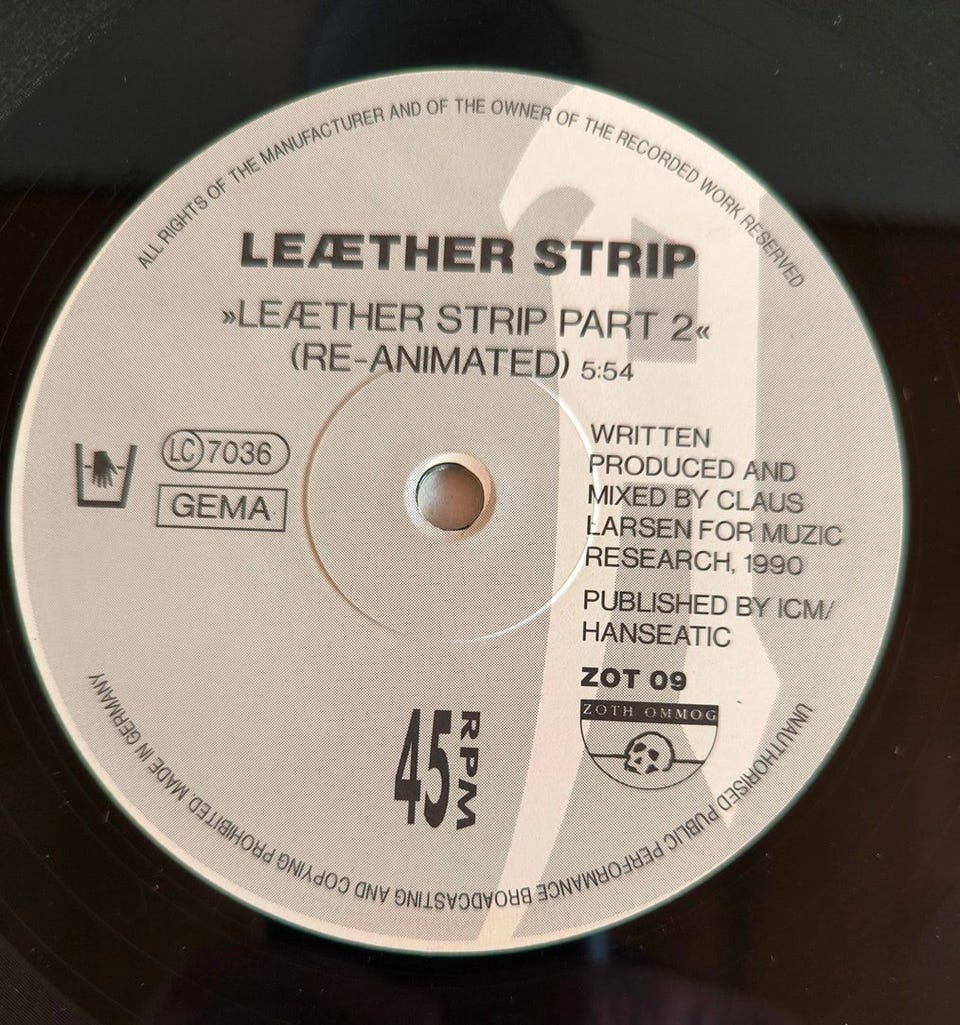 ALL RIGHTS OF THE MANUFACTURER AND OF THE OWNER OF THE RECORDED WORK RESERVED
LEÆTHER STRIP
»LEÆTHER STRIP PART 2«
(RE-ANIMATED) 5:54
LC 7036
GEMA
WRITTEN
PRODUCED AND
MIXED BY CLAUS
LARSEN FOR MUZIC
RESEARCH, 1990
PUBLISHED BY ICM/
HANSEATIC
ZOT 09
ZOTH OMMOG
45 RPM
UNAUTHORISED PUBLIC PERFORMANCE BROADCASTING AND COPYING PROHIBITED. MADE IN GERMANY